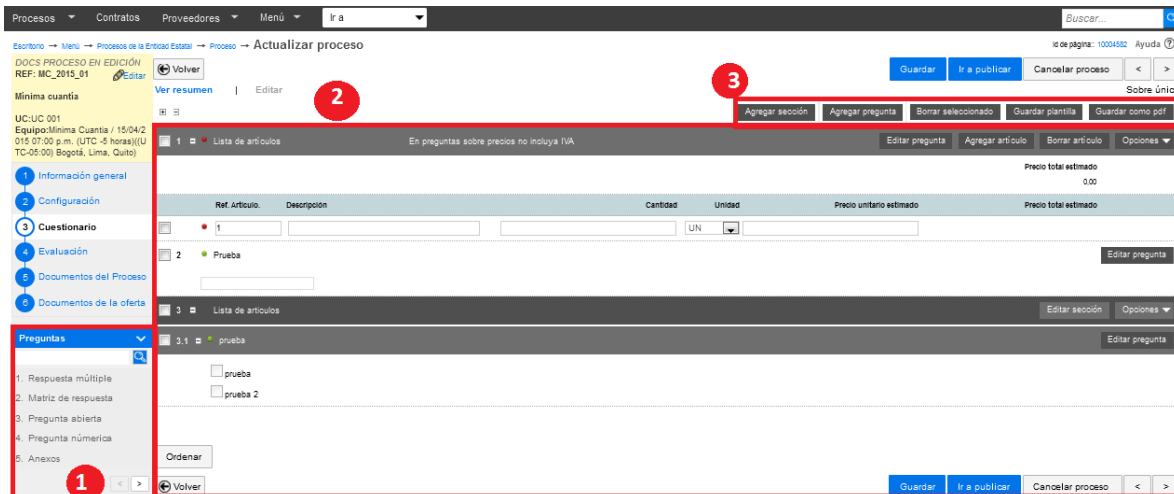 Procesos Contratos Proveedores Menú Ir a Buscar...
Escritorio → Menú → Procesos de la Entidad Estatal → Proceso → Actualizar proceso
Id de página: 10004582 Ayuda
DOCS PROCESO EN EDICIÓN
REF: MC_2015_01 Editar
Mínima cuantía
UC:UC 001
Equipo:Minima Cuantia / 15/04/2
015 07:00 p.m. (UTC -5 horas)((U
TC-05:00) Bogotá, Lima, Quito)
1 Información general
2 Configuración
3 Cuestionario
4 Evaluación
5 Documentos del Proceso
6 Documentos de la oferta
Preguntas
1. Respuesta múltiple
2. Matriz de respuesta
3. Pregunta abierta
4. Pregunta númerica
5. Anexos
1
< >
Volver
Guardar Ir a publicar Cancelar proceso < >
Ver resumen | Editar
Sobre únic
2
3
Agregar sección Agregar pregunta Borrar seleccionado Guardar plantilla Guardar como pdf
1 Lista de artículos En preguntas sobre precios no incluya IVA Editar pregunta Agregar artículo Borrar artículo Opciones
Precio total estimado
0,00
Ref. Artículo. Descripción Cantidad Unidad Precio unitario estimado Precio total estimado
1 UN
2 Prueba Editar pregunta
3 Lista de articulos Editar sección Opciones
3.1 prueba Editar pregunta
prueba
prueba 2
Ordenar
Volver
Guardar Ir a publicar Cancelar proceso < >